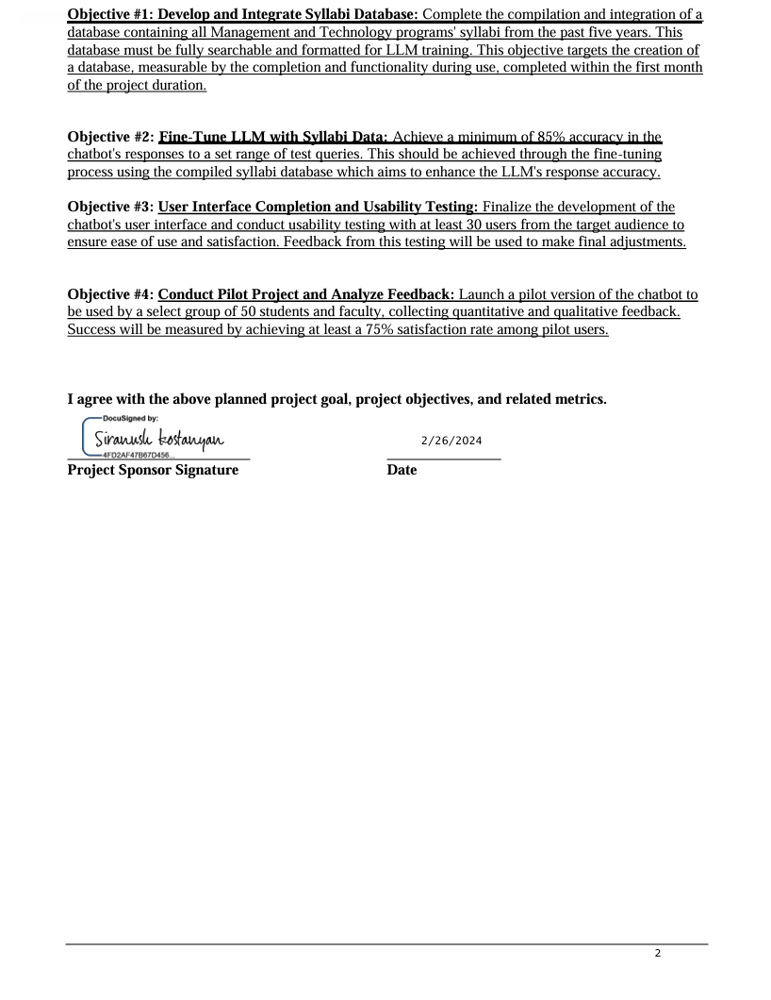 Objective #1: Develop and Integrate Syllabi Database: Complete the compilation and integration of a
database containing all Management and Technology programs' syllabi from the past five years. This
database must be fully searchable and formatted for LLM training. This objective targets the creation of
a database, measurable by the completion and functionality during use, completed within the first month
of the project duration.
Objective #2: Fine-Tune LLM with Syllabi Data: Achieve a minimum of 85% accuracy in the
chatbot's responses to a set range of test queries. This should be achieved through the fine-tuning
process using the compiled syllabi database which aims to enhance the LLM's response accuracy.
Objective #3: User Interface Completion and Usability Testing: Finalize the development of the
chatbot's user interface and conduct usability testing with at least 30 users from the target audience to
ensure ease of use and satisfaction. Feedback from this testing will be used to make final adjustments.
Objective #4: Conduct Pilot Project and Analyze Feedback: Launch a pilot version of the chatbot to
be used by a select group of 50 students and faculty, collecting quantitative and qualitative feedback.
Success will be measured by achieving at least a 75% satisfaction rate among pilot users.
I agree with the above planned project goal, project objectives, and related metrics.
DocuSigned by:
Siranush Kostanyan 2/26/2024
4FD2AF47B67D456...
Project Sponsor Signature Date
2